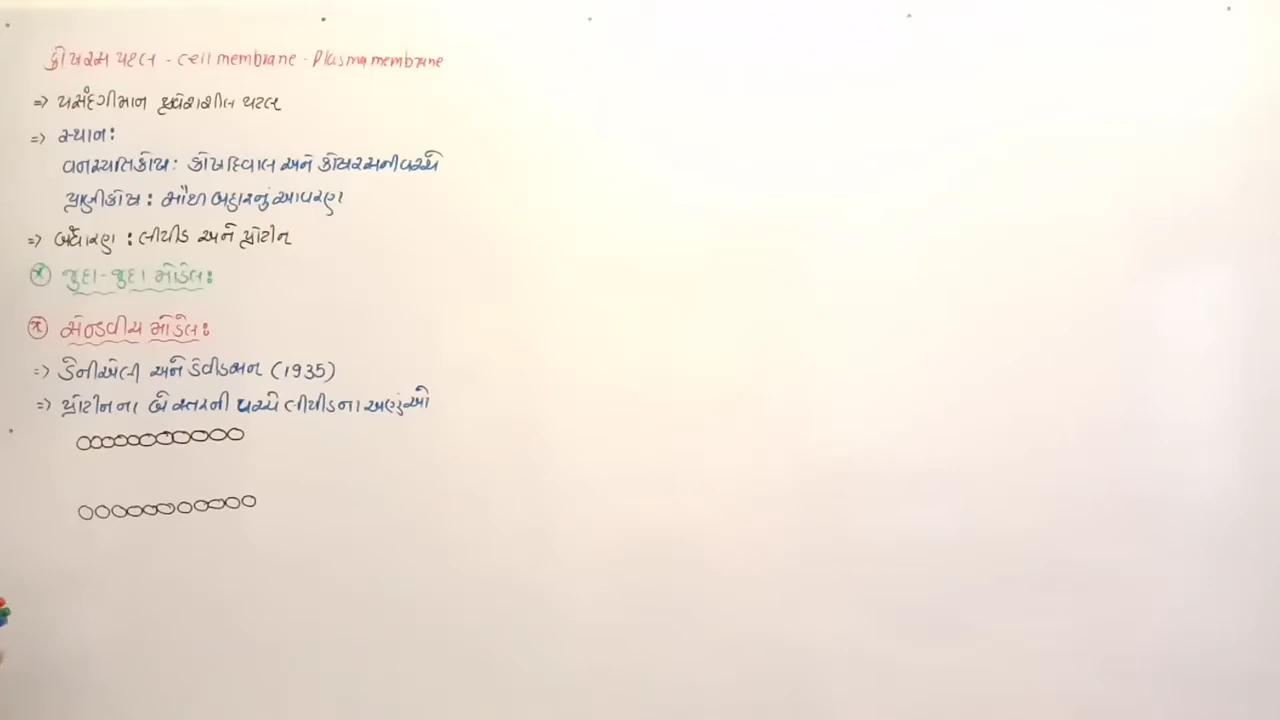 કોષરસ પટલ - cell membrane - Plasma membrane
=> પસંદગીમાન પ્રવેશશીલ પટલ
=> સ્થાન:
વનસ્પતિકોષ: કોષદિવાલ અને કોષરસની વચ્ચે
પ્રાણીકોષ: સૌથી બહારનું આવરણ
=> બંધારણ : લીપીડ અને પ્રોટીન
* જુદા-જુદા મોડેલ:
* સેન્ડવીચ મોડેલ:
=> ડેનીએલી અને ડેવીડસન (1935)
=> પ્રોટીનના બે સ્તરની વચ્ચે લીપીડના અણુઓ